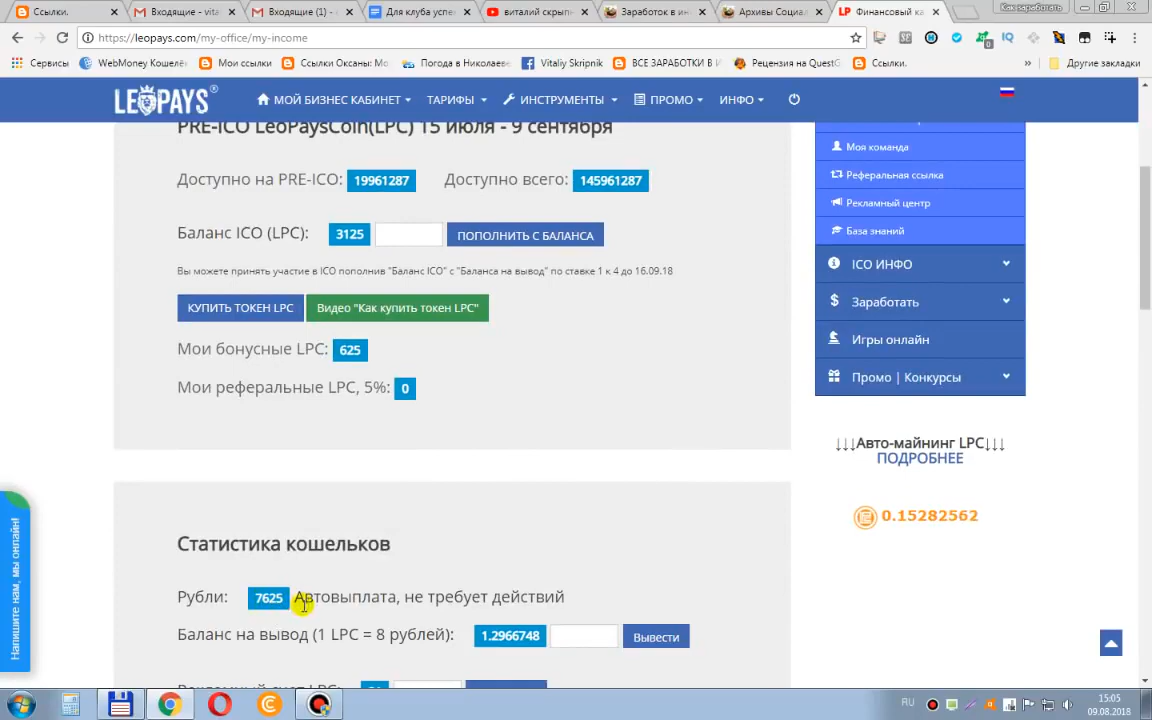 Ссылки.
Входящие - vita
Входящие (1) -
Для клуба успе
виталий скрыпн
Заработок в ин
Архивы Социал
Финансовый ка
Как заработать
https://leopays.com/my-office/my-income
Сервисы
WebMoney Кошелё
Мои ссылки
Ссылки Оксаны: Мо
Погода в Николаеве
Vitaliy Skripnik
ВСЕ ЗАРАБОТКИ В И
Рецензия на QuestG
Ссылки.
»
Другие закладки
LEOPAYS®
МОЙ БИЗНЕС КАБИНЕТ
ТАРИФЫ
ИНСТРУМЕНТЫ
ПРОМО
ИНФО
PRE-ICO LeoPaysCoin(LPC) 15 июля - 9 сентября
Доступно на PRE-ICO: 19961287 Доступно всего: 145961287
Баланс ICO (LPC): 3125 ПОПОЛНИТЬ С БАЛАНСА
Вы можете принять участие в ICO пополнив "Баланс ICO" с "Баланса на вывод" по ставке 1 к 4 до 16.09.18
КУПИТЬ ТОКЕН LPC Видео "Как купить токен LPC"
Мои бонусные LPC: 625
Мои реферальные LPC, 5%: 0
Статистика кошельков
Рубли: 7625 Автовыплата, не требует действий
Баланс на вывод (1 LPC = 8 рублей): 1.2966748 Вывести
Моя команда
Реферальная ссылка
Рекламный центр
База знаний
ICO ИНФО
Заработать
Игры онлайн
Промо | Конкурсы
↓↓↓Авто-майнинг LPC↓↓↓
ПОДРОБНЕЕ
0.15282562
Напишите нам, мы онлайн!
RU
15:05
09.08.2018